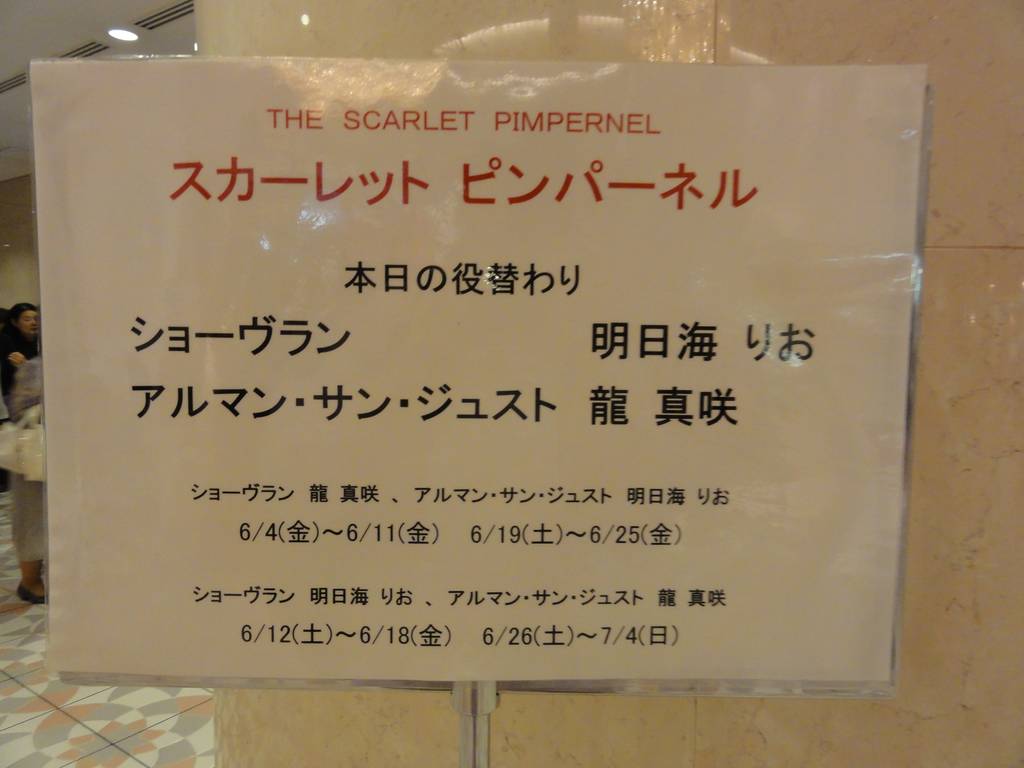 THE SCARLET PIMPERNEL
スカーレット ピンパーネル
本日の役替わり
ショーヴラン 明日海 りお
アルマン・サン・ジュスト 龍 真咲
ショーヴラン 龍 真咲 、 アルマン・サン・ジュスト 明日海 りお
6/4(金)～6/11(金) 6/19(土)～6/25(金)
ショーヴラン 明日海 りお 、 アルマン・サン・ジュスト 龍 真咲
6/12(土)～6/18(金) 6/26(土)～7/4(日)